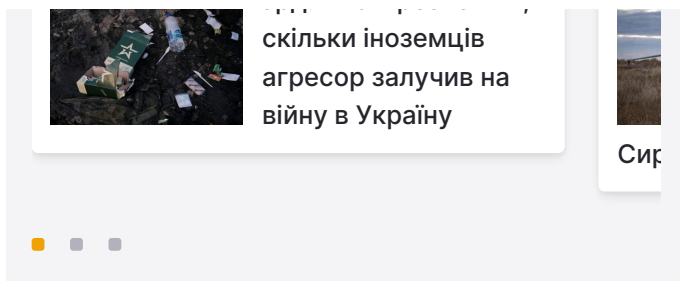 скільки іноземців
агресор залучив на
війну в Україну
Сир